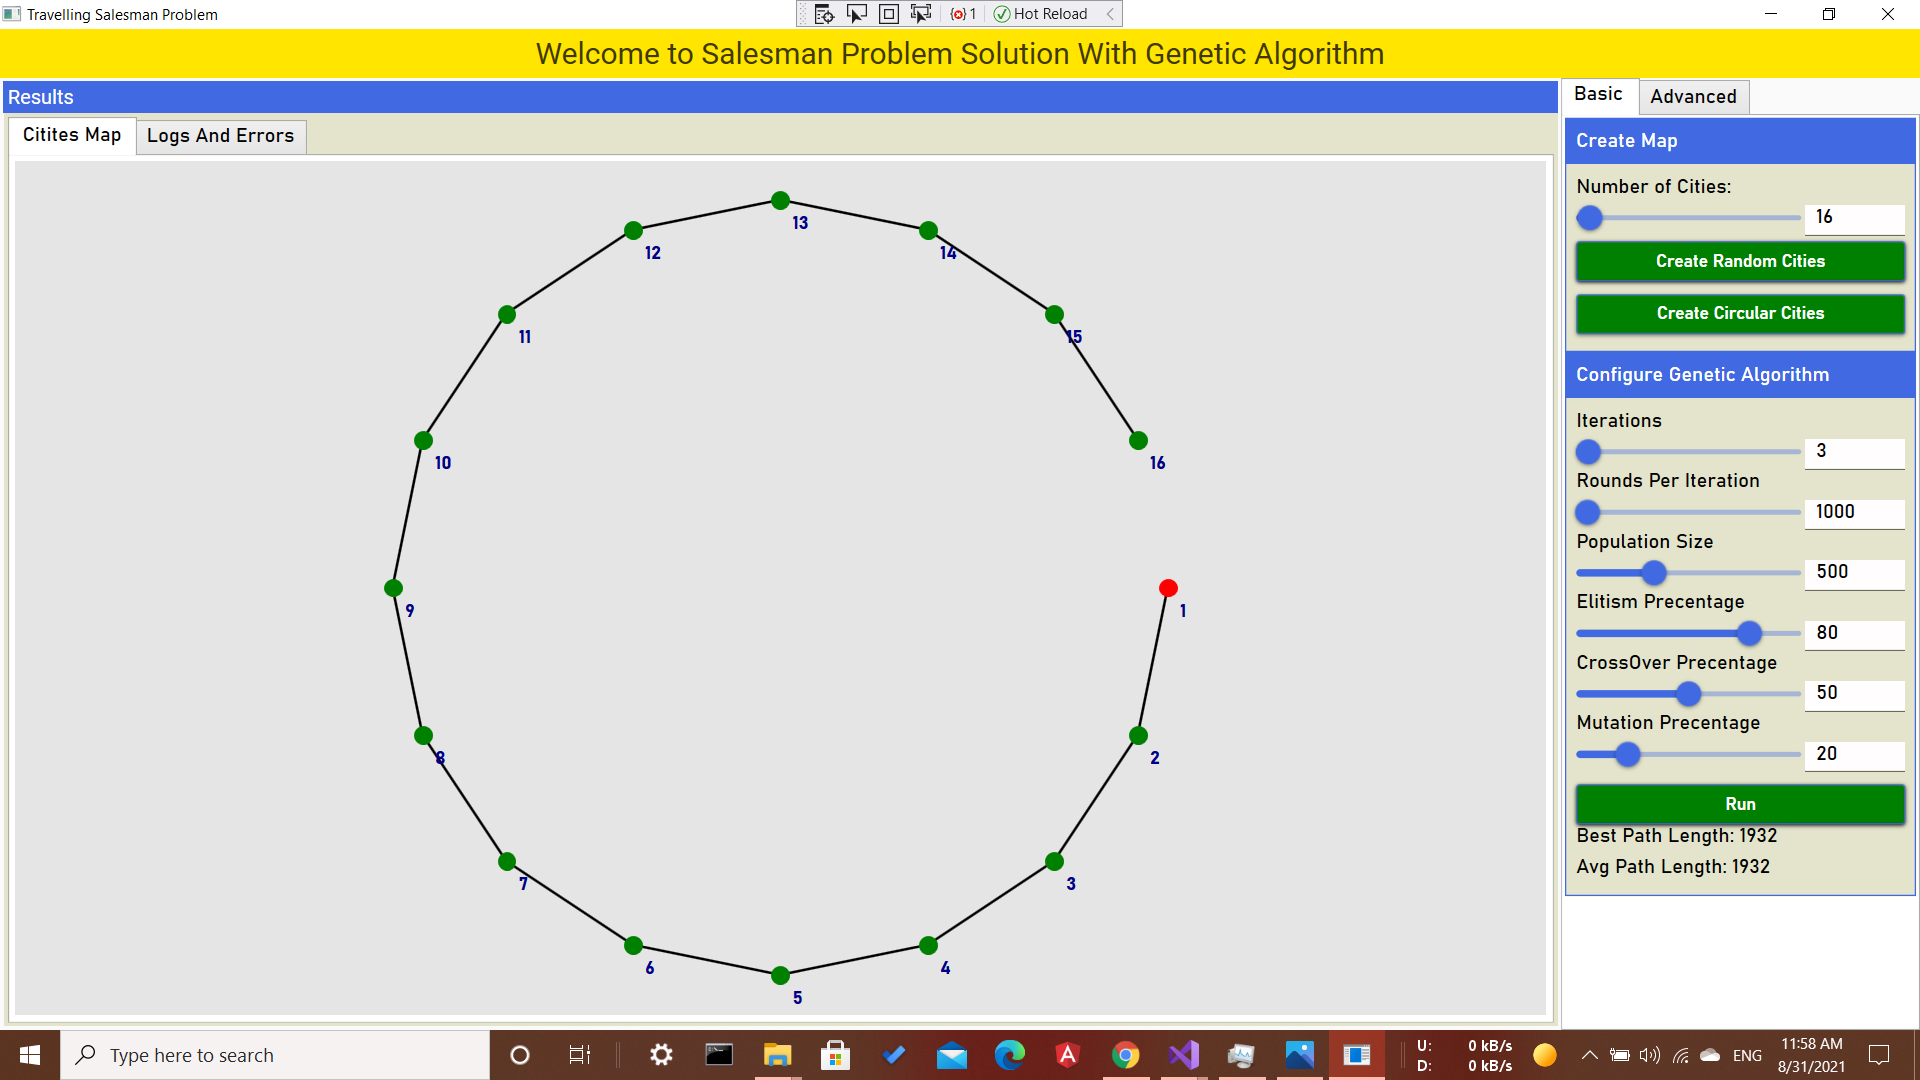 Travelling Salesman Problem
1 Hot Reload
Welcome to Salesman Problem Solution With Genetic Algorithm
Results
Citites Map Logs And Errors
13
12
14
11
15
10
16
9
1
8
2
7
3
6
4
5
Basic Advanced
Create Map
Number of Cities:
16
Create Random Cities
Create Circular Cities
Configure Genetic Algorithm
Iterations
3
Rounds Per Iteration
1000
Population Size
500
Elitism Precentage
80
CrossOver Precentage
50
Mutation Precentage
20
Run
Best Path Length: 1932
Avg Path Length: 1932
Type here to search
U: 0 kB/s
D: 0 kB/s
ENG
11:58 AM
8/31/2021